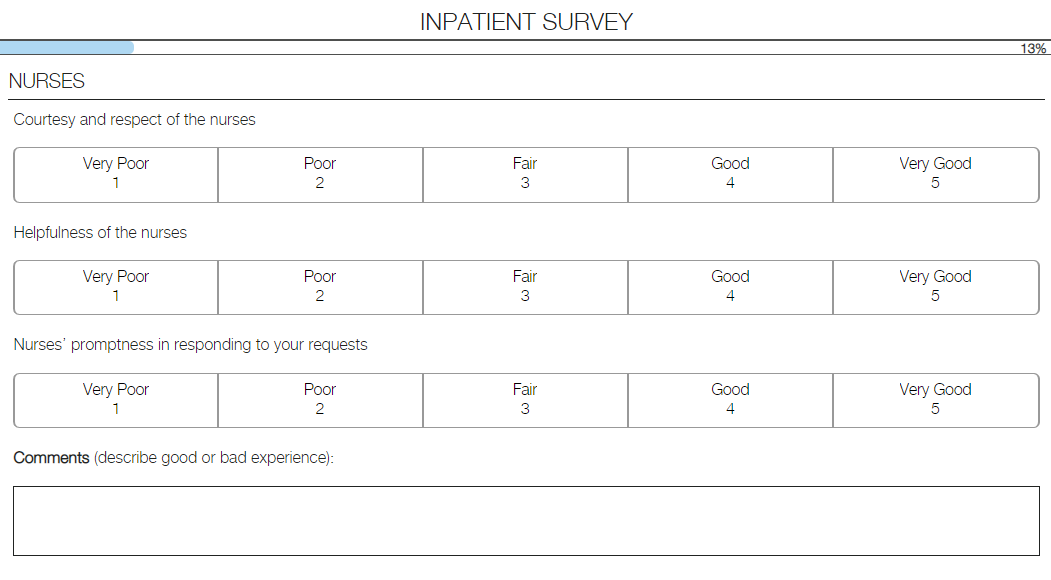 INPATIENT SURVEY
13%
NURSES
Courtesy and respect of the nurses
Very Poor Poor Fair Good Very Good
1 2 3 4 5
Helpfulness of the nurses
Very Poor Poor Fair Good Very Good
1 2 3 4 5
Nurses’ promptness in responding to your requests
Very Poor Poor Fair Good Very Good
1 2 3 4 5
Comments (describe good or bad experience):